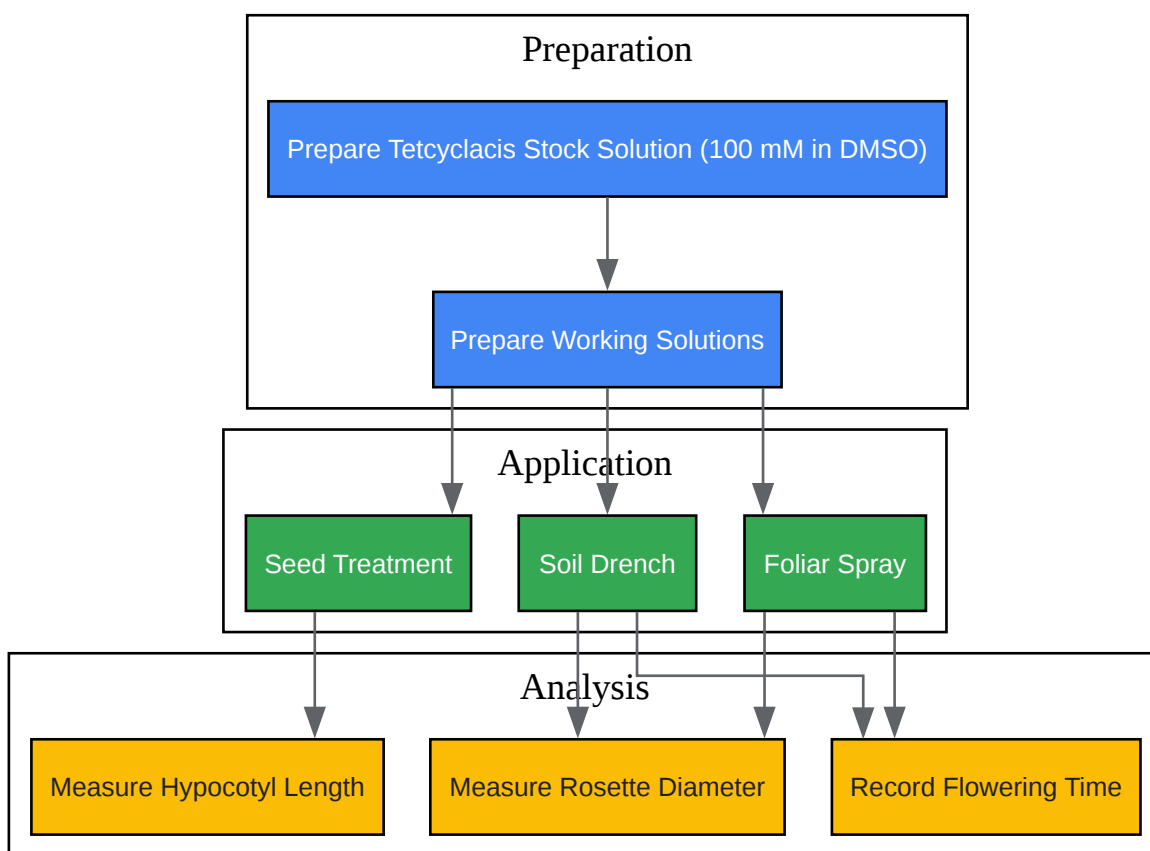 Preparation
Prepare Tetcyclacis Stock Solution (100 mM in DMSO)
Prepare Working Solutions
Application
Seed Treatment
Soil Drench
Foliar Spray
Analysis
Measure Hypocotyl Length
Measure Rosette Diameter
Record Flowering Time